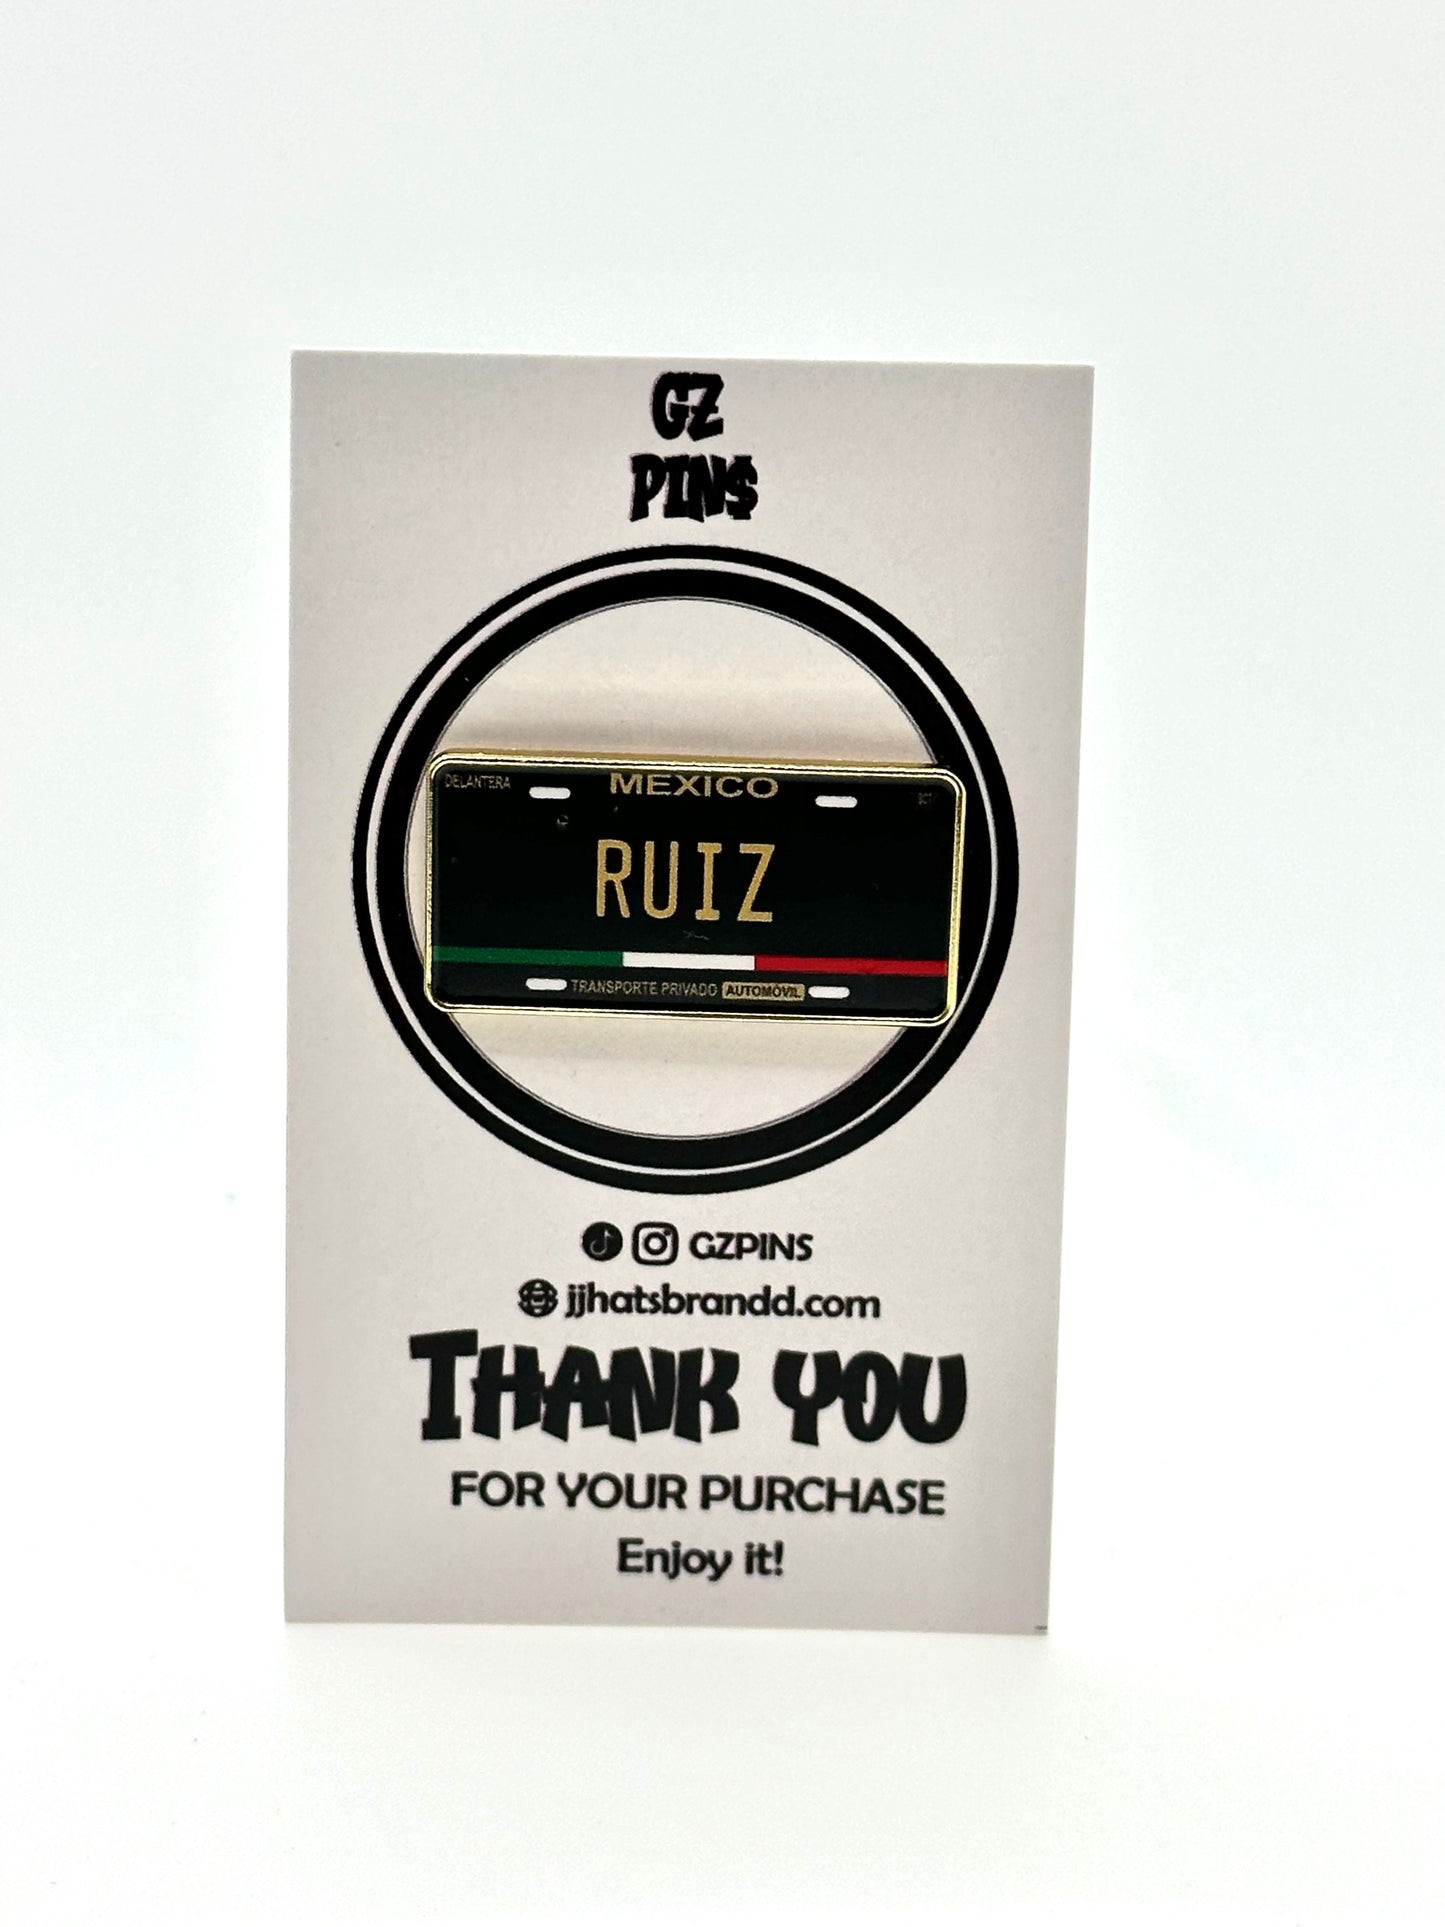 GZ
PIN$
DELANTERA
MEXICO
RUIZ
TRANSPORTE PRIVADO AUTOMÓVIL
GZPINS
jjhatsbrandd.com
THANK YOU
FOR YOUR PURCHASE
Enjoy it!